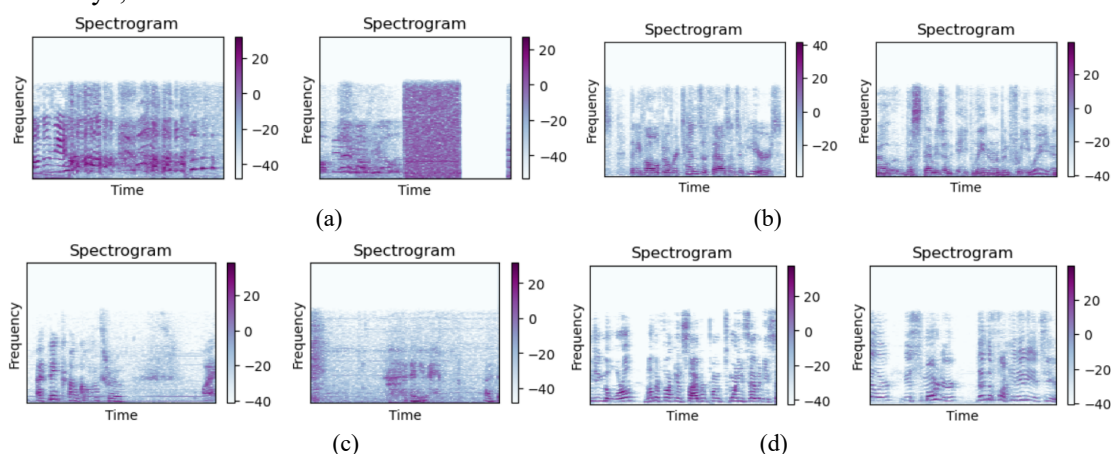 Spectrogram Spectrogram Spectrogram Spectrogram
Frequency Frequency Frequency Frequency
20 20 40 20
0 0 20 0
−20 −20 0 −20
−40 −40 −20 −40
Time Time Time Time
(a) (b)
Spectrogram Spectrogram Spectrogram Spectrogram
Frequency Frequency Frequency Frequency
20 20 20 20
0 0 0 0
−20 −20 −20 −20
−40 −40 −40 −40
Time Time Time Time
(c) (d)